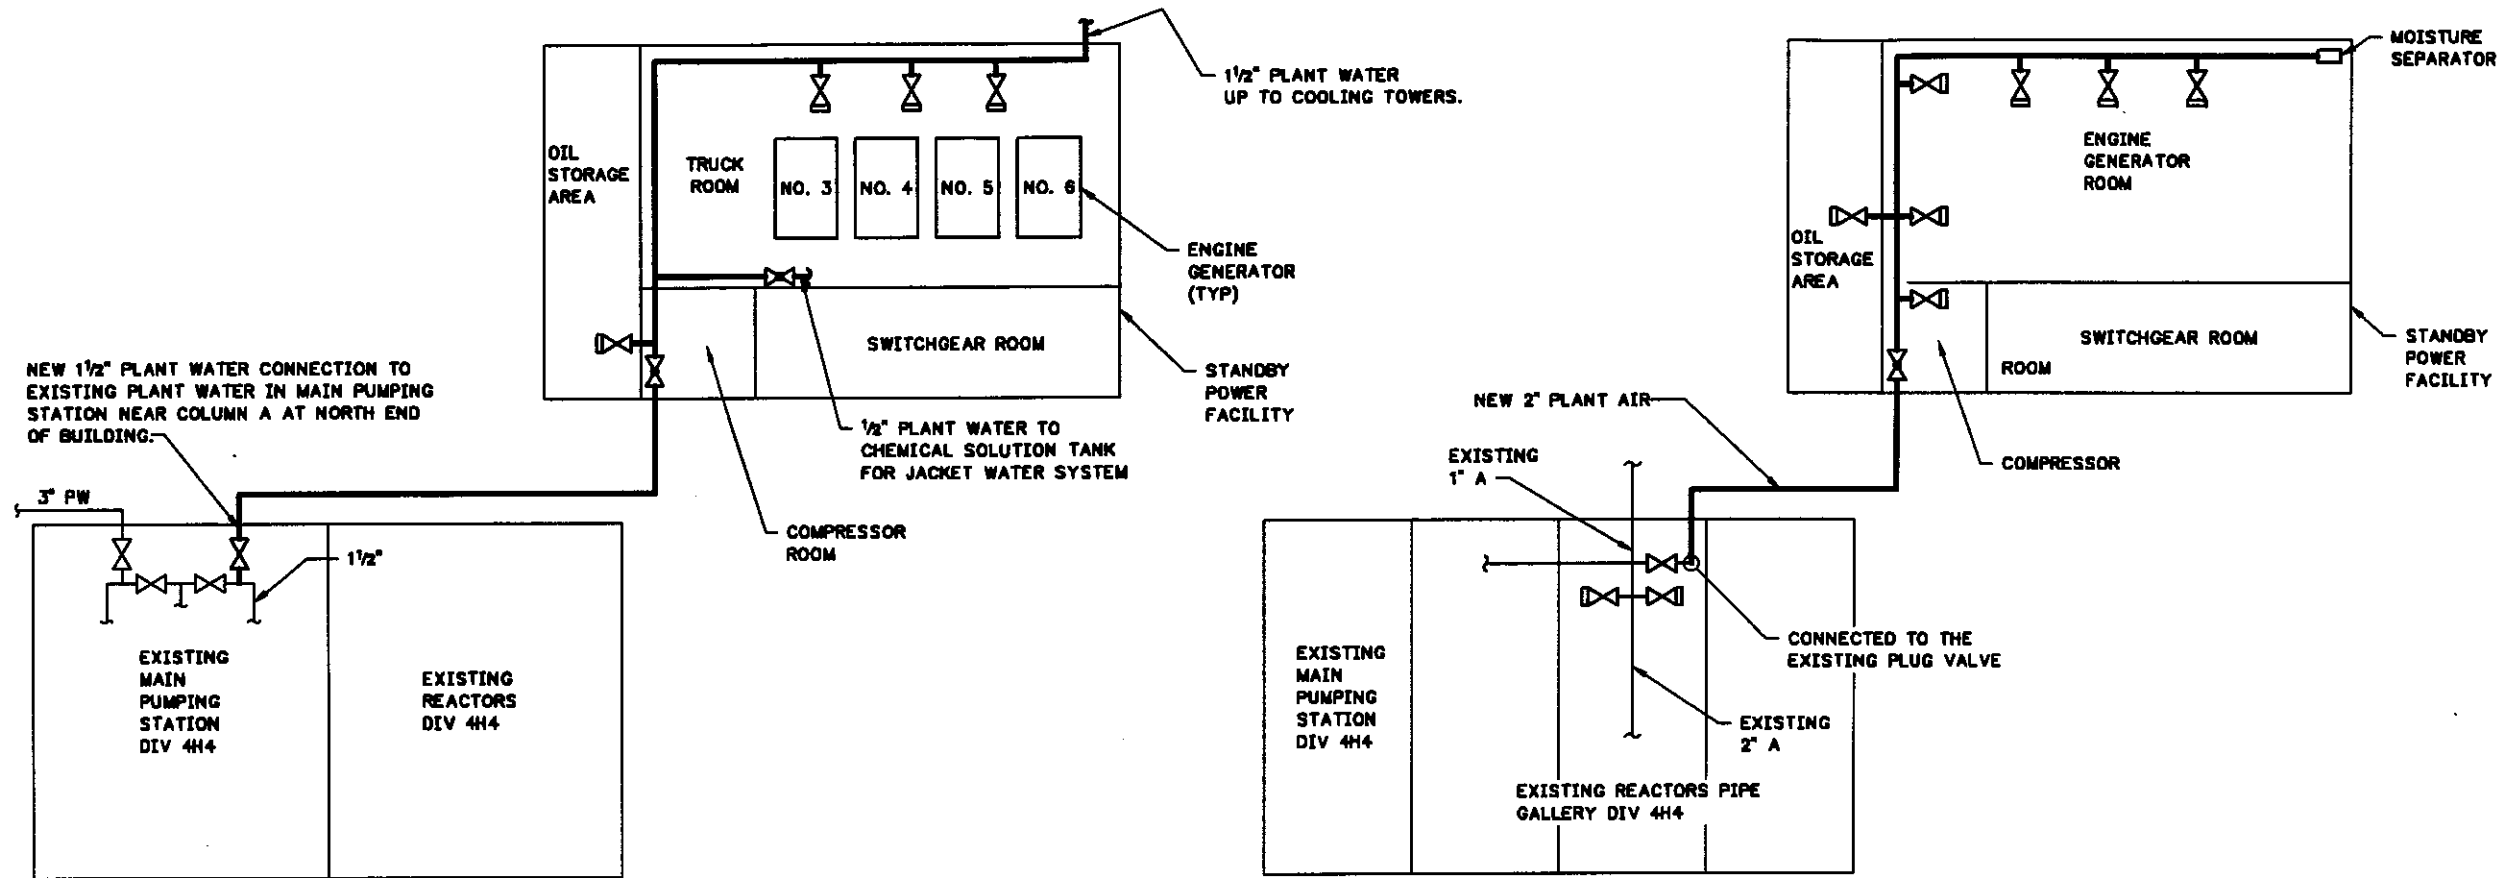 1 1/2" PLANT WATER
UP TO COOLING TOWERS.
OIL
STORAGE
AREA
TRUCK
ROOM
NO. 3
NO. 4
NO. 5
NO. 6
ENGINE
GENERATOR
(TYP)
SWITCHGEAR ROOM
STANDBY
POWER
FACILITY
NEW 1 1/2" PLANT WATER CONNECTION TO
EXISTING PLANT WATER IN MAIN PUMPING
STATION NEAR COLUMN A AT NORTH END
OF BUILDING.
1/2" PLANT WATER TO
CHEMICAL SOLUTION TANK
FOR JACKET WATER SYSTEM
3" PW
COMPRESSOR
ROOM
1 1/2"
EXISTING
MAIN
PUMPING
STATION
DIV 4H4
EXISTING
REACTORS
DIV 4H4
MOISTURE
SEPARATOR
ENGINE
GENERATOR
ROOM
OIL
STORAGE
AREA
SWITCHGEAR ROOM
ROOM
STANDBY
POWER
FACILITY
NEW 2" PLANT AIR
EXISTING
1" A
COMPRESSOR
CONNECTED TO THE
EXISTING PLUG VALVE
EXISTING
MAIN
PUMPING
STATION
DIV 4H4
EXISTING
2" A
EXISTING REACTORS PIPE
GALLERY DIV 4H4